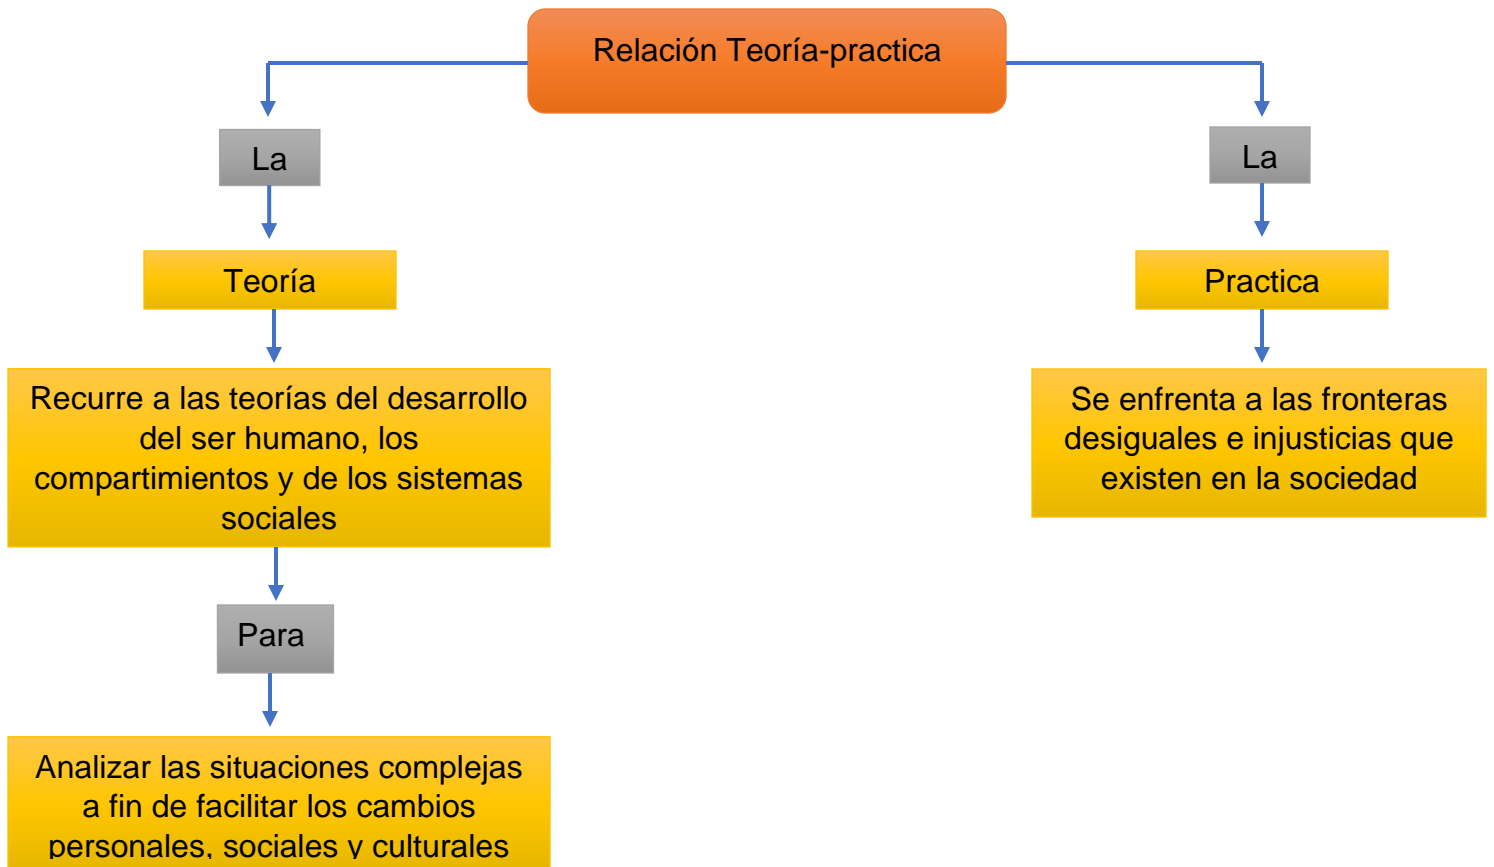 Relación Teoría-practica
La
La
Teoría
Practica
Recurre a las teorías del desarrollo
del ser humano, los
compartimientos y de los sistemas
sociales
Se enfrenta a las fronteras
desiguales e injusticias que
existen en la sociedad
Para
Analizar las situaciones complejas
a fin de facilitar los cambios
personales, sociales y culturales